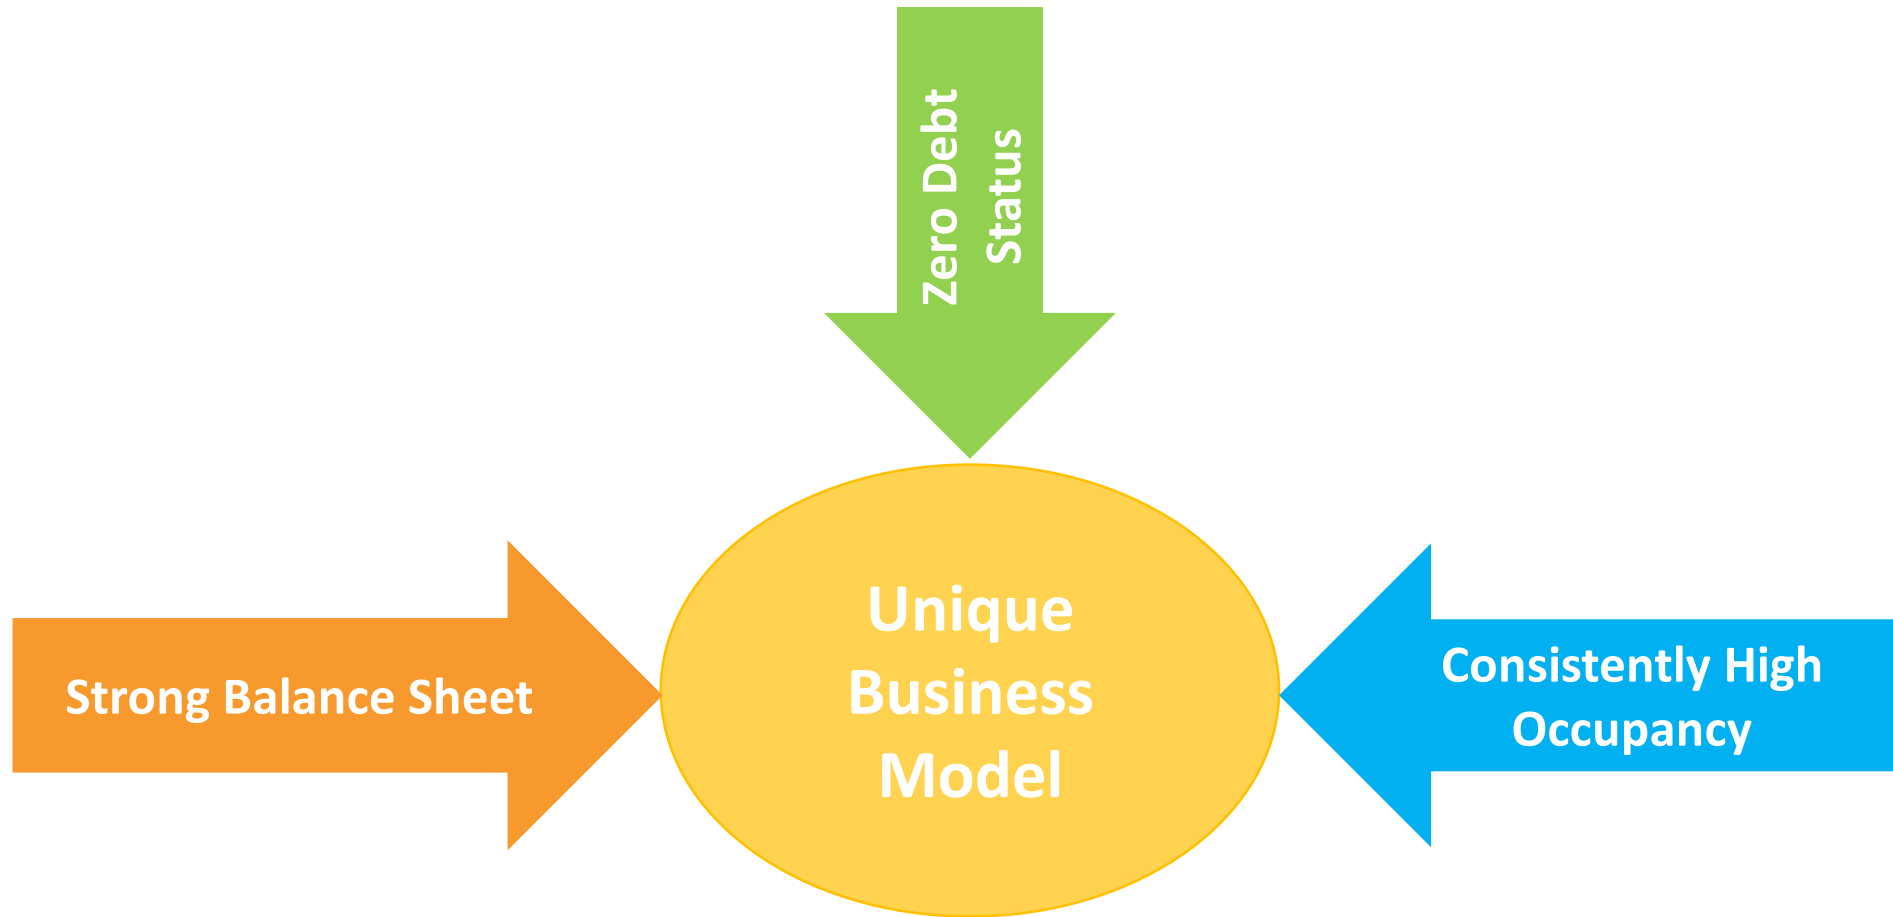 Zero Debt
Status
Unique
Business
Model
Strong Balance Sheet
Consistently High
Occupancy